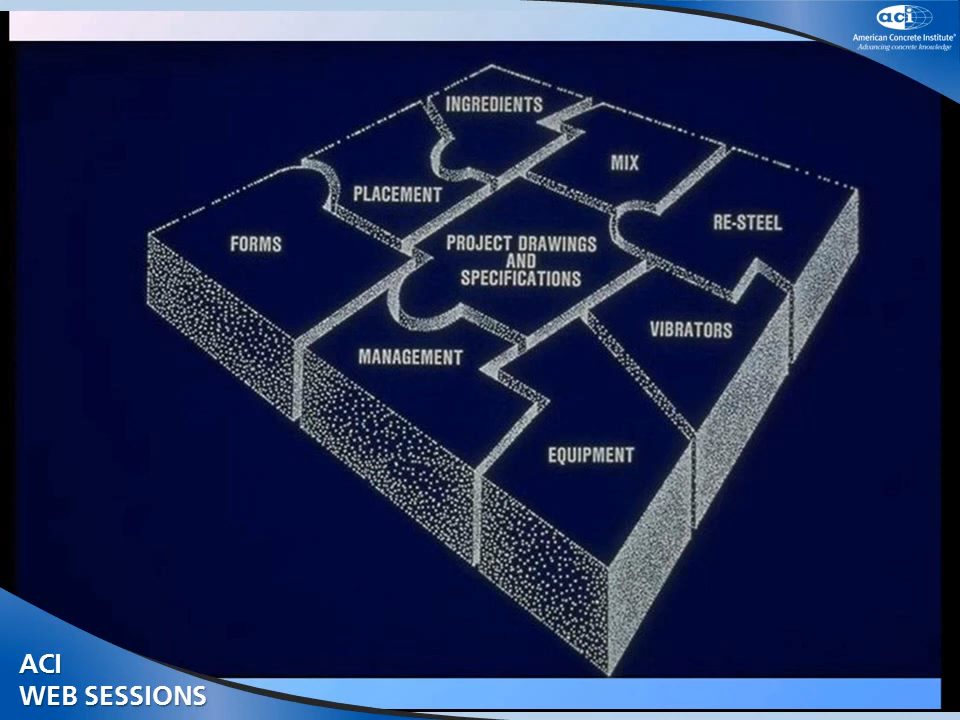 aci
American Concrete Institute®
Advancing concrete knowledge
INGREDIENTS
MIX
PLACEMENT
RE-STEEL
FORMS
PROJECT DRAWINGS
AND
SPECIFICATIONS
VIBRATORS
MANAGEMENT
EQUIPMENT
ACI
WEB SESSIONS